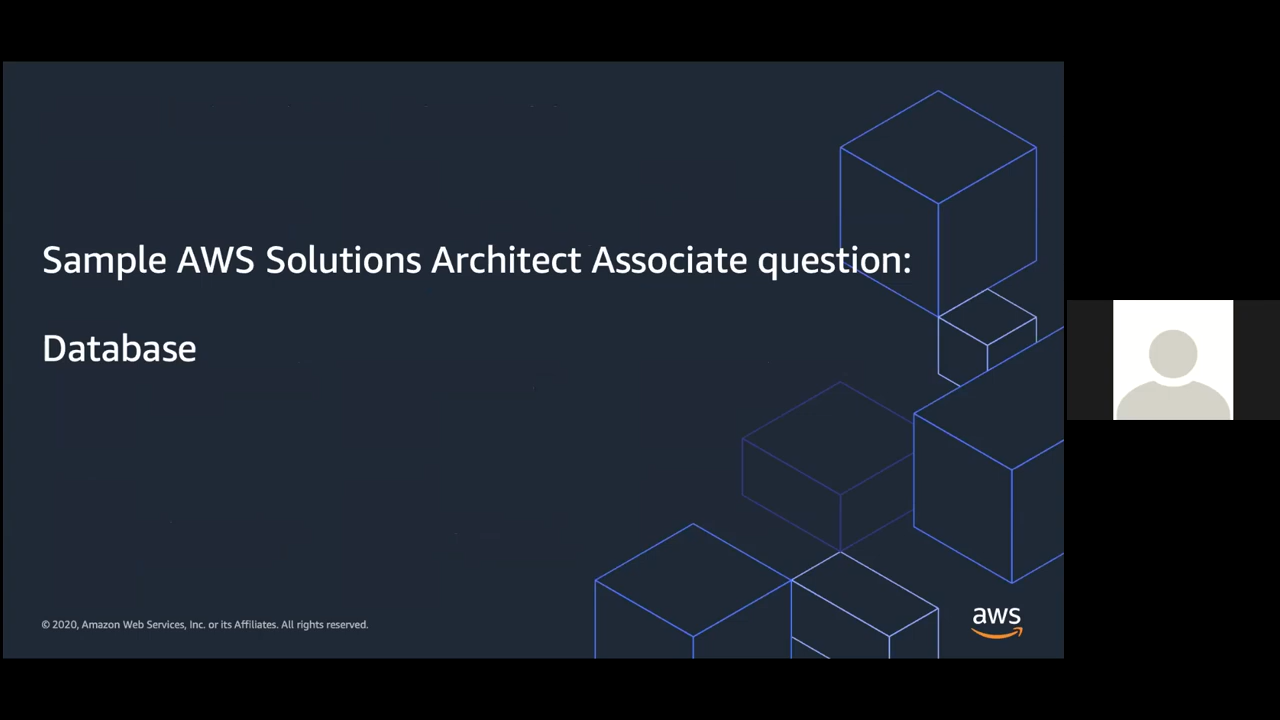 Sample AWS Solutions Architect Associate question:
Database
© 2020, Amazon Web Services, Inc. or its Affiliates. All rights reserved.
aws